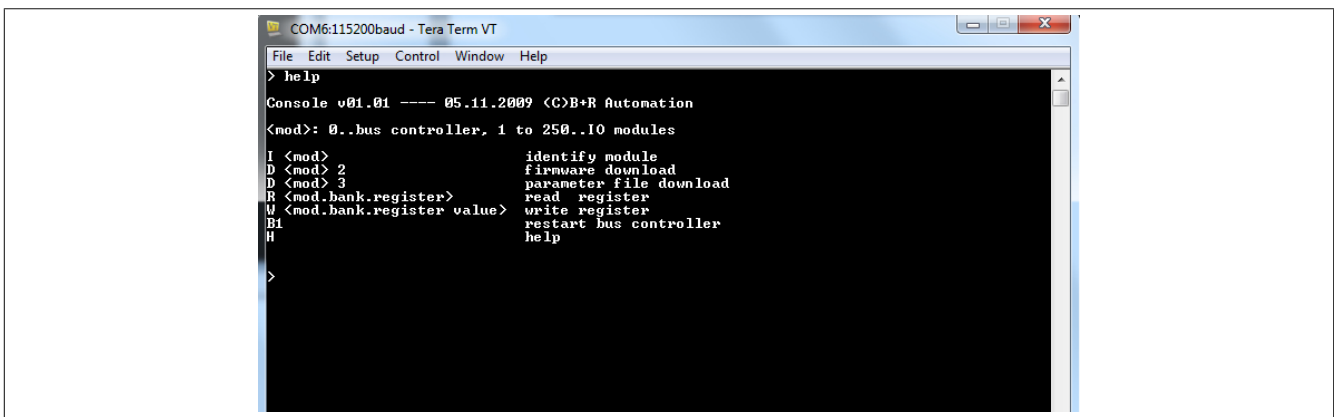 COM6:115200baud - Tera Term VT
File Edit Setup Control Window Help
> help
Console v01.01 ---- 05.11.2009 (C)B+R Automation
<mod>: 0..bus controller, 1 to 250..IO modules
I <mod> identify module
D <mod> 2 firmware download
D <mod> 3 parameter file download
R <mod.bank.register> read register
W <mod.bank.register value> write register
B1 restart bus controller
H help
>